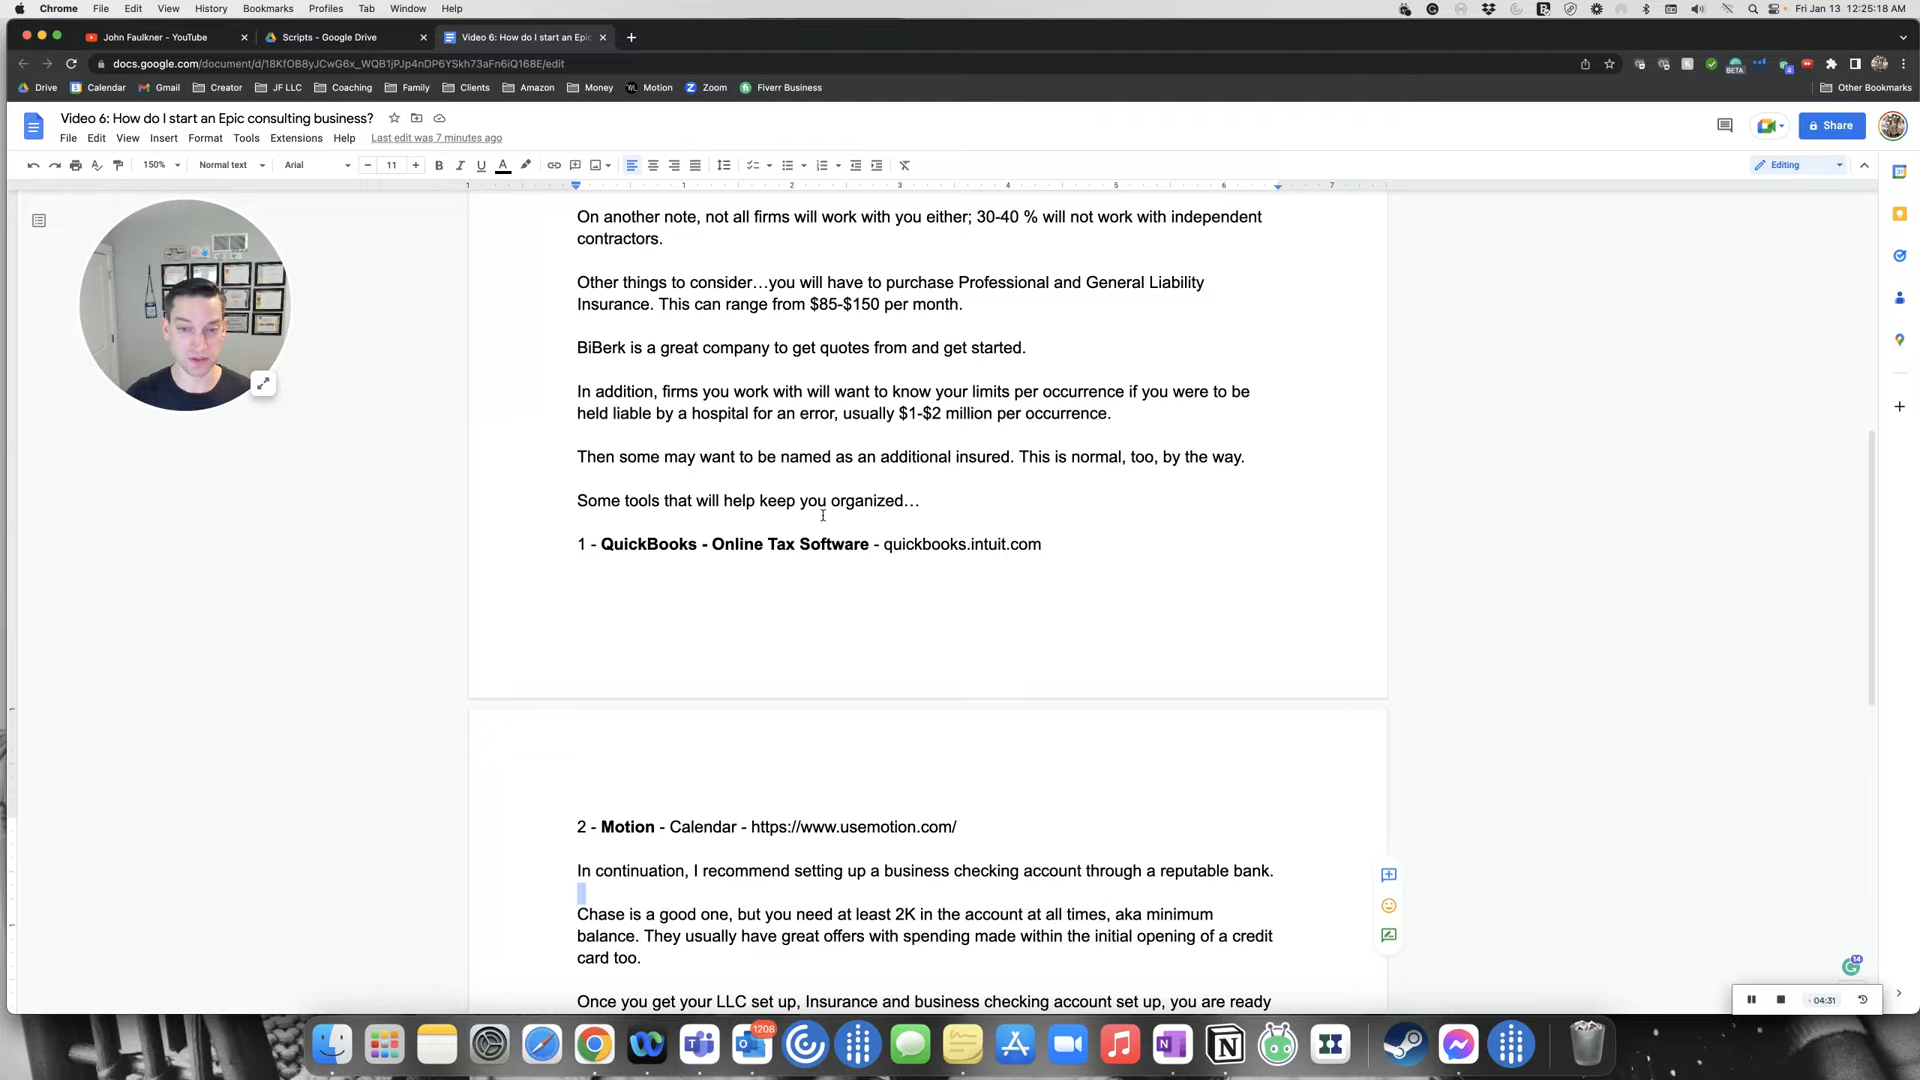 Chrome File Edit View History Bookmarks Profiles Tab Window Help Fri Jan 13 12:25:18 AM
John Faulkner - YouTube Scripts - Google Drive Video 6: How do I start an Epic
docs.google.com/document/d/18KfOB8yJCwG6x_WQB1jPJp4nDP6YSkh73aFn6iQ168E/edit
BETA 4
Drive Calendar Gmail Creator JF LLC Coaching Family Clients Amazon Money Motion Zoom Fiverr Business Other Bookmarks
Video 6: How do I start an Epic consulting business?
Share
File Edit View Insert Format Tools Extensions Help Last edit was 7 minutes ago
150% Normal text Arial 11 Editing
1 1 2 3 4 5 6 7
On another note, not all firms will work with you either; 30-40 % will not work with independent
contractors.
Other things to consider…you will have to purchase Professional and General Liability
Insurance. This can range from $85-$150 per month.
BiBerk is a great company to get quotes from and get started.
In addition, firms you work with will want to know your limits per occurrence if you were to be
held liable by a hospital for an error, usually $1-$2 million per occurrence.
Then some may want to be named as an additional insured. This is normal, too, by the way.
Some tools that will help keep you organized…
1 - QuickBooks - Online Tax Software - quickbooks.intuit.com
2 - Motion - Calendar - https://www.usemotion.com/
In continuation, I recommend setting up a business checking account through a reputable bank.
Chase is a good one, but you need at least 2K in the account at all times, aka minimum
balance. They usually have great offers with spending made within the initial opening of a credit
card too.
14
Once you get your LLC set up, Insurance and business checking account set up, you are ready
04:31
1208